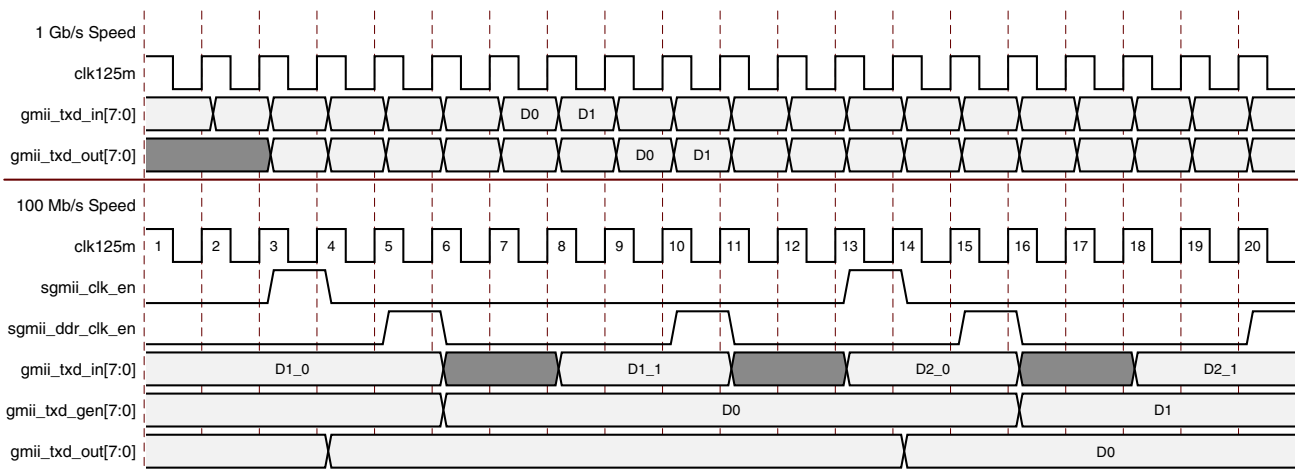 1 Gb/s Speed
clk125m
gmii_txd_in[7:0] D0 D1
gmii_txd_out[7:0] D0 D1
100 Mb/s Speed
clk125m 1 2 3 4 5 6 7 8 9 10 11 12 13 14 15 16 17 18 19 20
sgmii_clk_en
sgmii_ddr_clk_en
gmii_txd_in[7:0] D1_0 D1_1 D2_0 D2_1
gmii_txd_gen[7:0] D0 D1
gmii_txd_out[7:0] D0